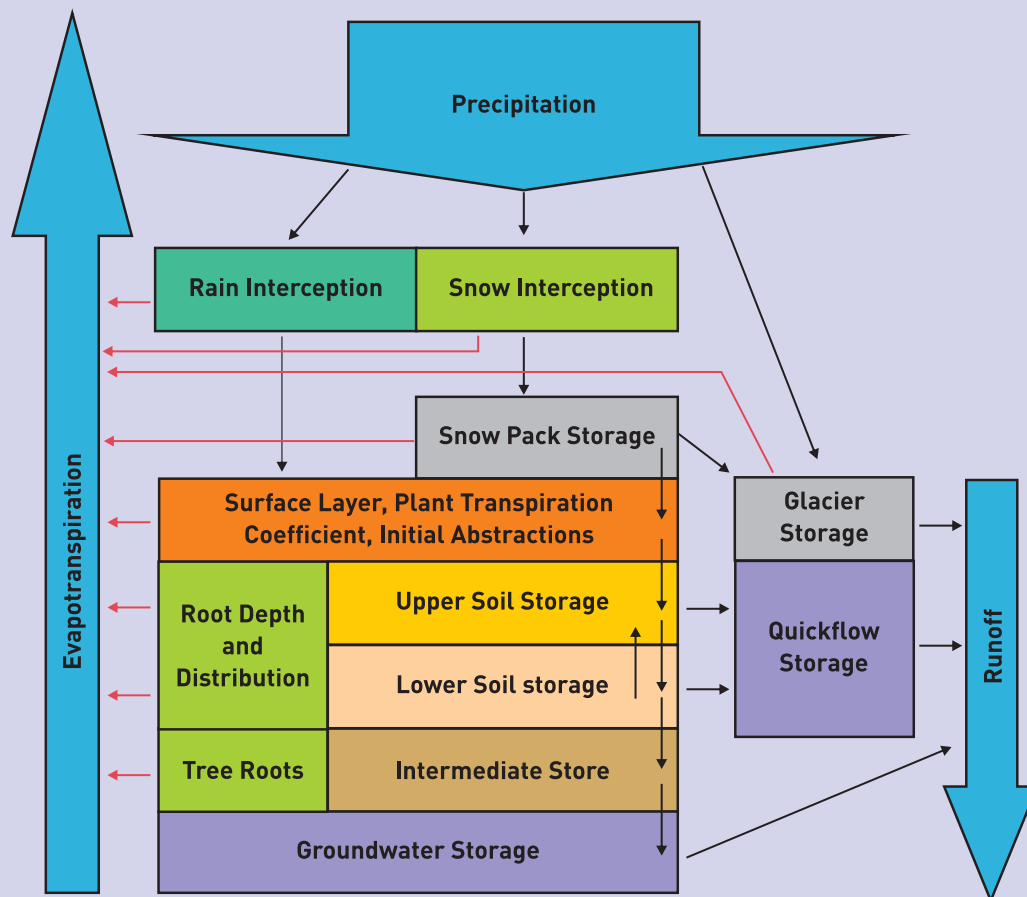 Precipitation
Rain Interception
Snow Interception
Snow Pack Storage
Surface Layer, Plant Transpiration
Coefficient, Initial Abstractions
Glacier
Storage
Root Depth
and
Distribution
Upper Soil Storage
Quickflow
Storage
Lower Soil storage
Tree Roots
Intermediate Store
Groundwater Storage
Evapotranspiration
Runoff